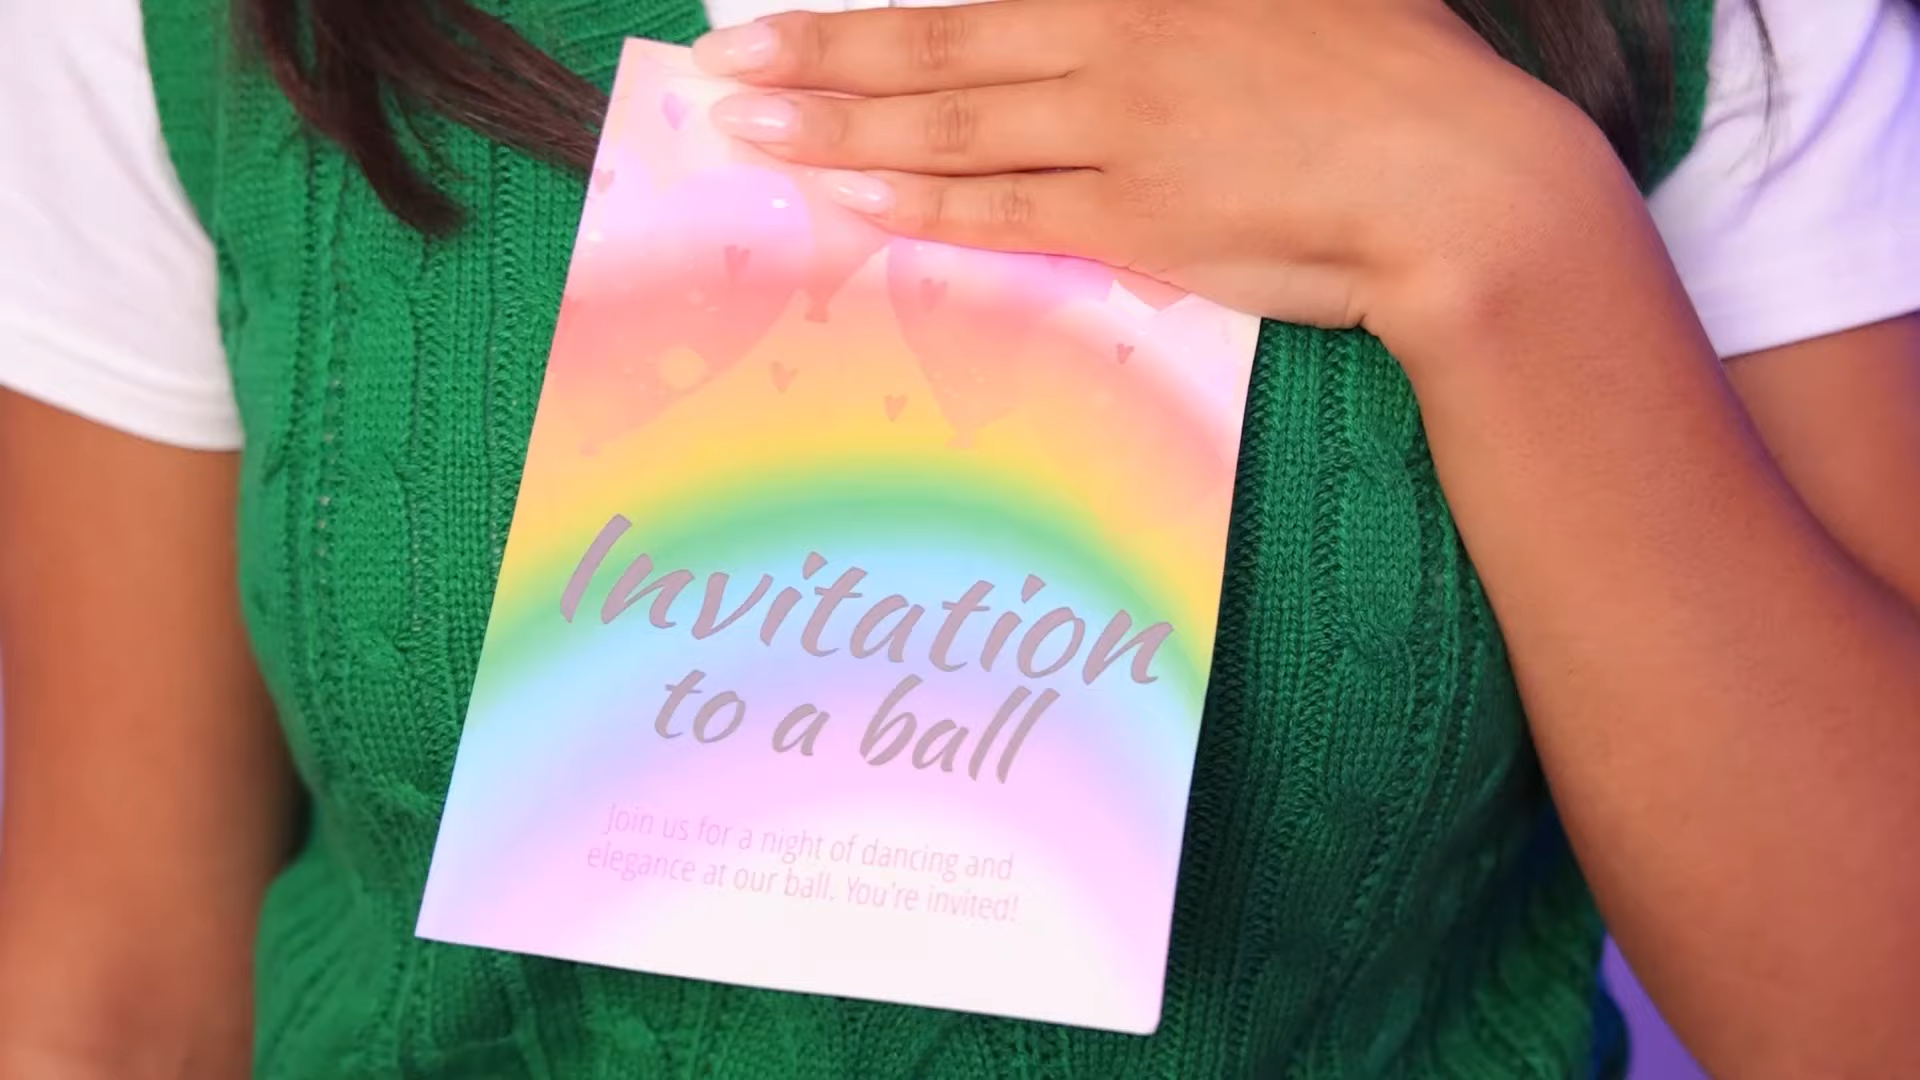 Invitation
to a ball
Join us for a night of dancing and
elegance at our ball. You're invited!